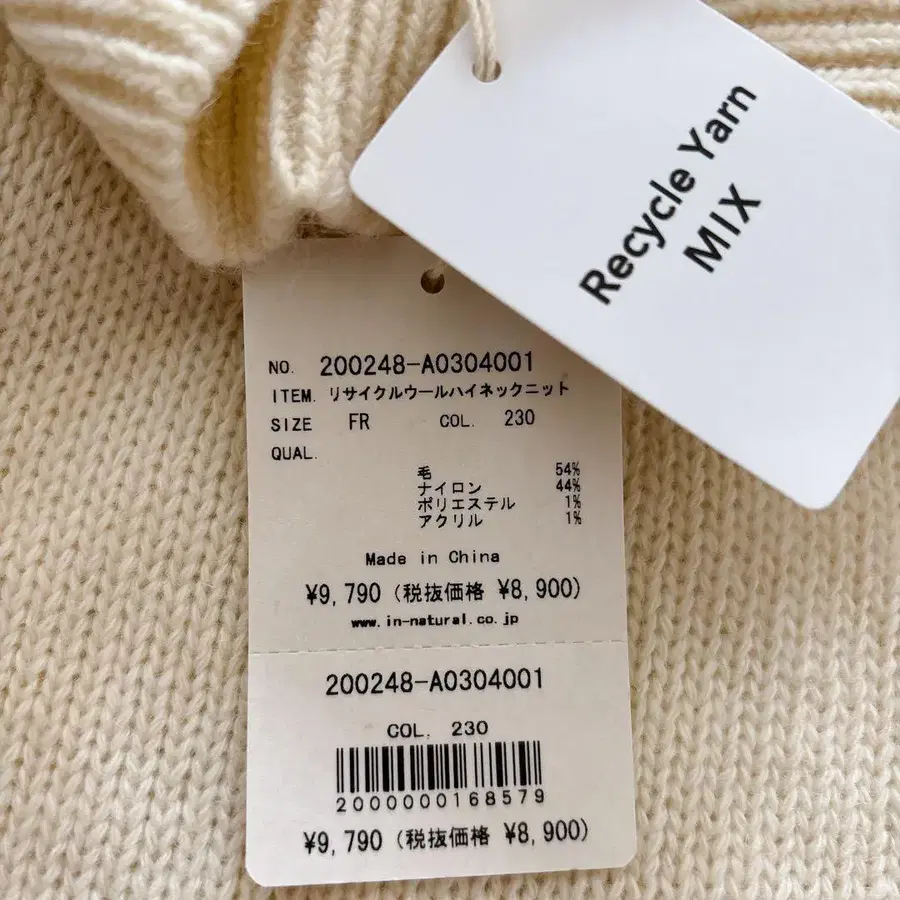 Recycle Yarn
MIX
NO. 200248-A0304001
ITEM. リサイクルウールハイネックニット
SIZE FR COL. 230
QUAL.
毛 54%
ナイロン 44%
ポリエステル 1%
アクリル 1%
Made in China
¥9,790 (税抜価格 ¥8,900)
www.in-natural.co.jp
200248-A0304001
COL. 230
2000000168579
¥9,790 (税抜価格 ¥8,900)